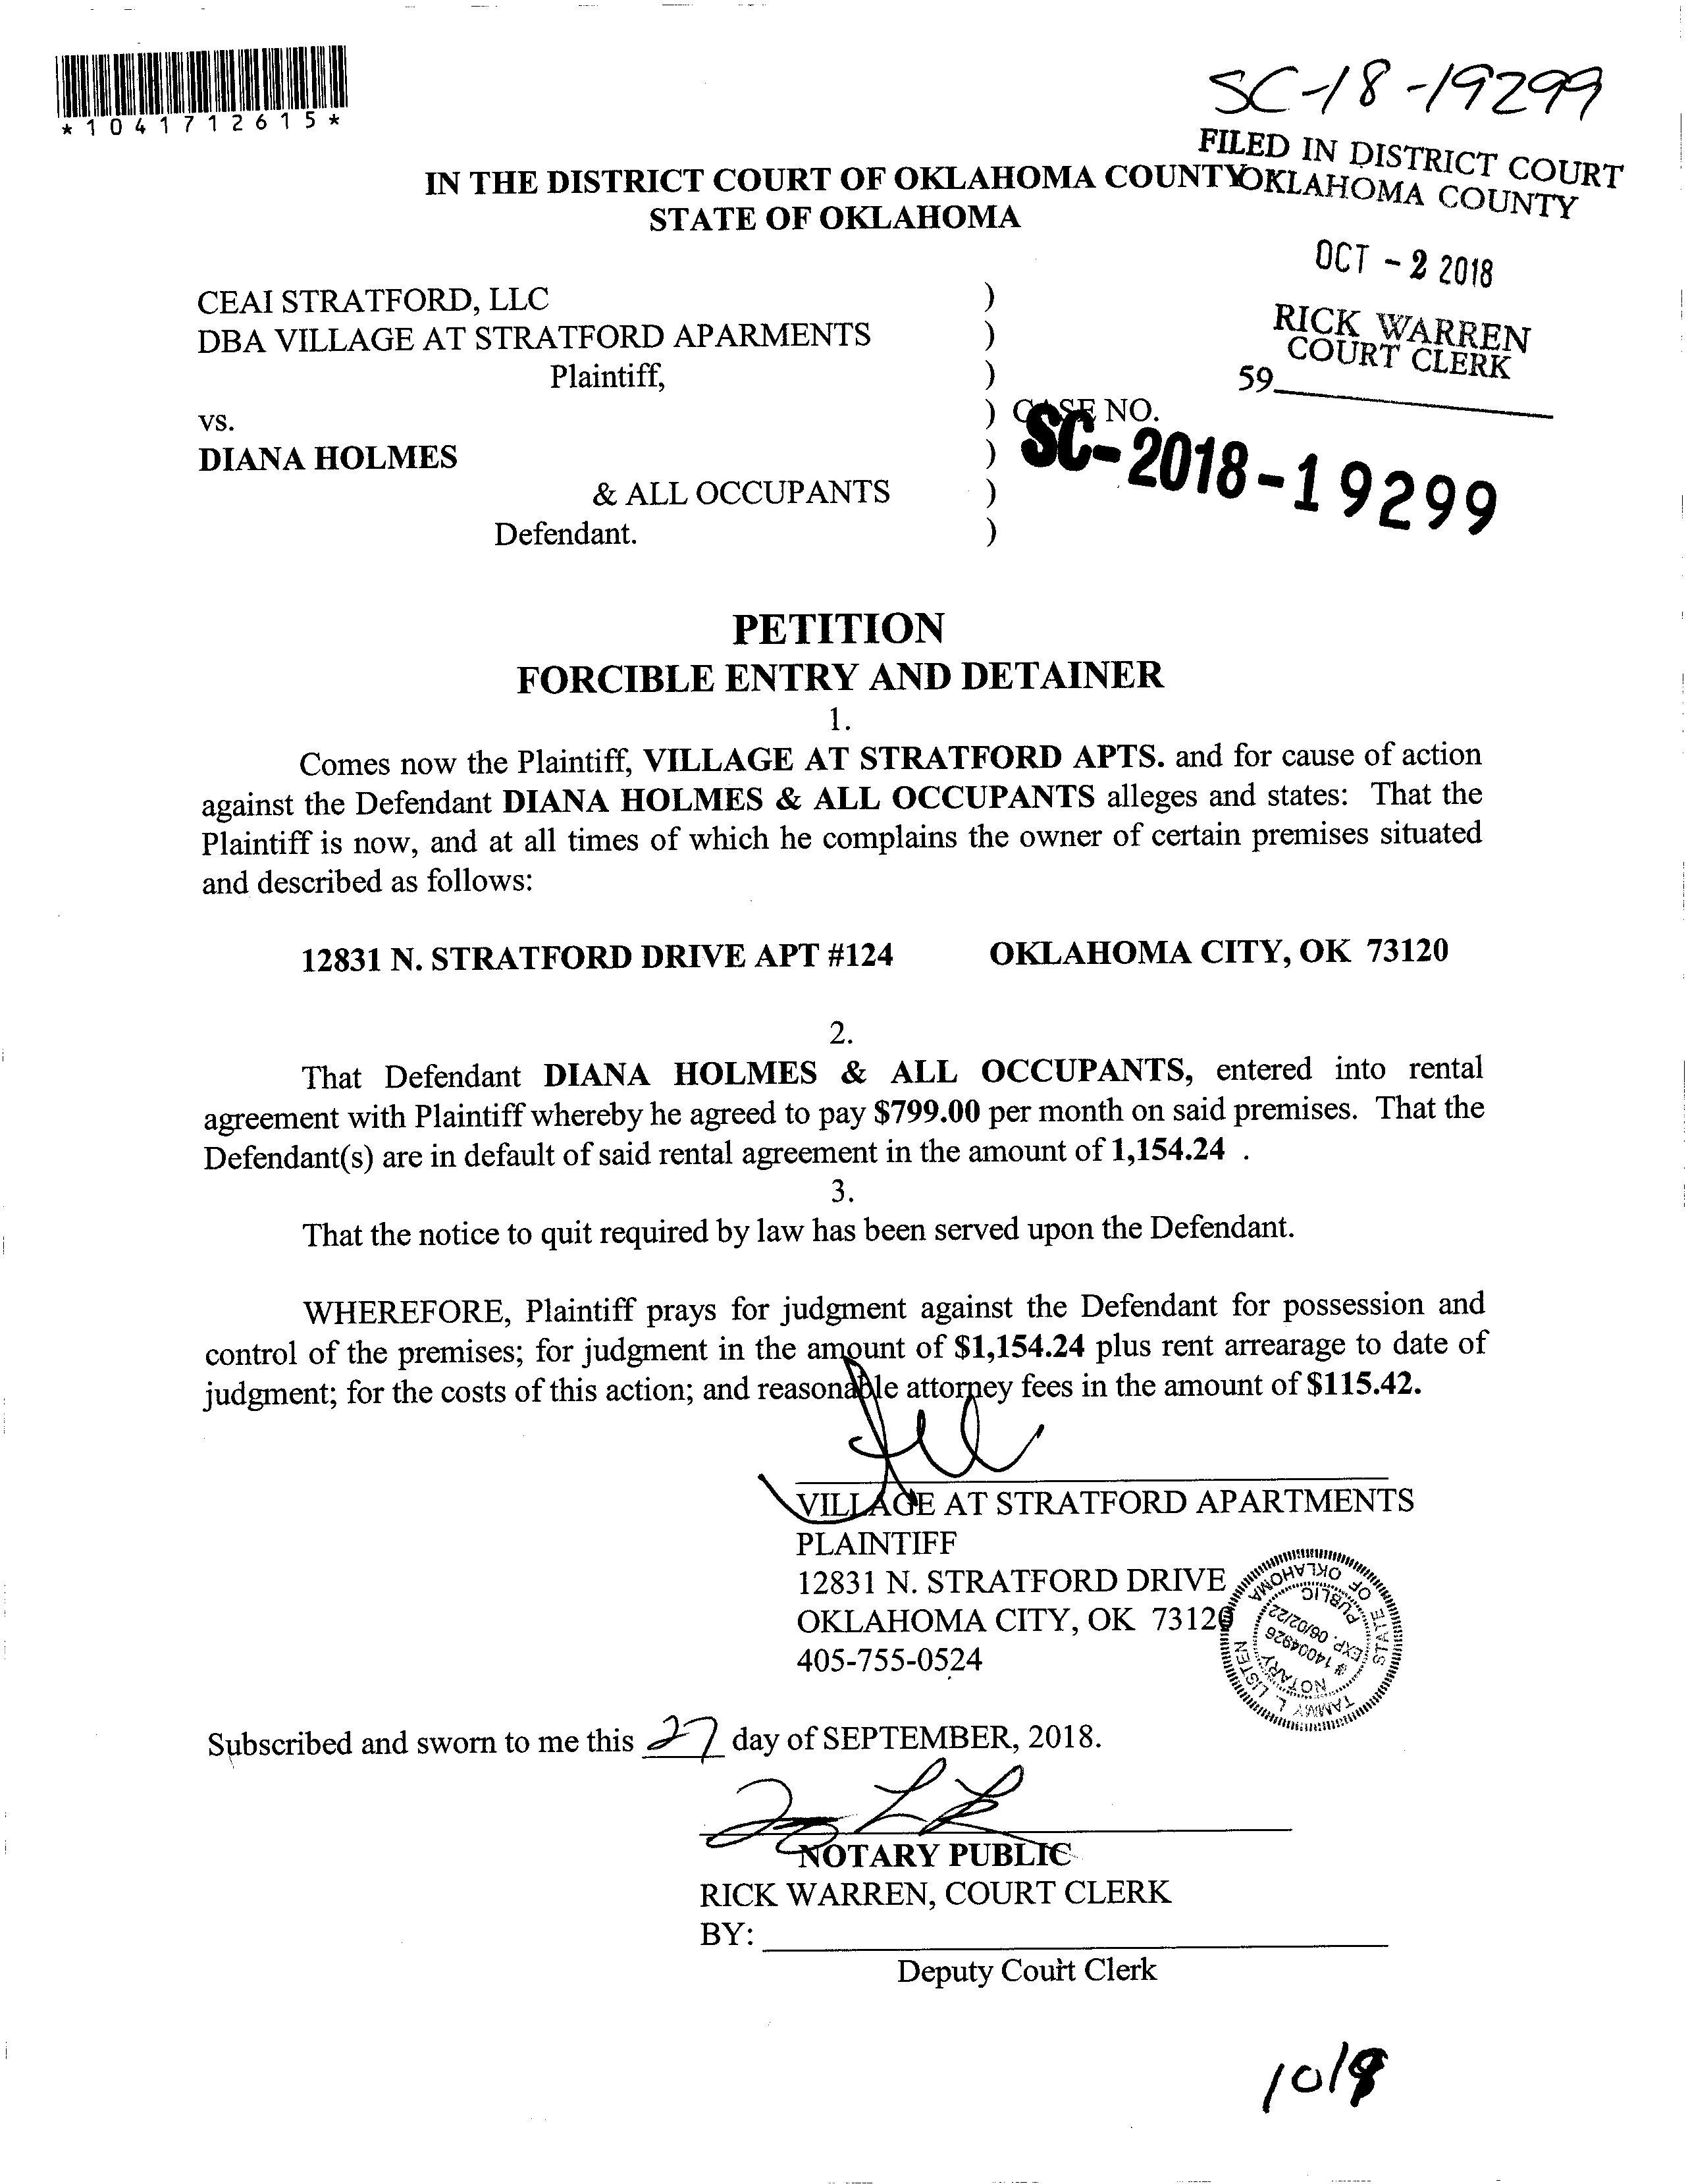 *1041712615*
SC-18-19299
FILED IN DISTRICT COURT
OKLAHOMA COUNTY
IN THE DISTRICT COURT OF OKLAHOMA COUNTY
STATE OF OKLAHOMA
OCT - 2 2018
RICK WARREN
COURT CLERK
59
CEAI STRATFORD, LLC )
DBA VILLAGE AT STRATFORD APARMENTS )
Plaintiff, )
vs. ) CASE NO.
DIANA HOLMES ) SC-2018-19299
& ALL OCCUPANTS )
Defendant. )
PETITION
FORCIBLE ENTRY AND DETAINER
1.
Comes now the Plaintiff, VILLAGE AT STRATFORD APTS. and for cause of action
against the Defendant DIANA HOLMES & ALL OCCUPANTS alleges and states: That the
Plaintiff is now, and at all times of which he complains the owner of certain premises situated
and described as follows:
12831 N. STRATFORD DRIVE APT #124 OKLAHOMA CITY, OK 73120
2.
That Defendant DIANA HOLMES & ALL OCCUPANTS, entered into rental
agreement with Plaintiff whereby he agreed to pay $799.00 per month on said premises. That the
Defendant(s) are in default of said rental agreement in the amount of 1,154.24 .
3.
That the notice to quit required by law has been served upon the Defendant.
WHEREFORE, Plaintiff prays for judgment against the Defendant for possession and
control of the premises; for judgment in the amount of $1,154.24 plus rent arrearage to date of
judgment; for the costs of this action; and reasonable attorney fees in the amount of $115.42.
VILLAGE AT STRATFORD APARTMENTS
PLAINTIFF
12831 N. STRATFORD DRIVE
OKLAHOMA CITY, OK 73120
405-755-0524
TAMMY L. LISTEN
NOTARY
# 14004926
EXP. 06/02/22
PUBLIC
STATE OF OKLAHOMA
Subscribed and sworn to me this 27 day of SEPTEMBER, 2018.
NOTARY PUBLIC
RICK WARREN, COURT CLERK
BY:
Deputy Court Clerk